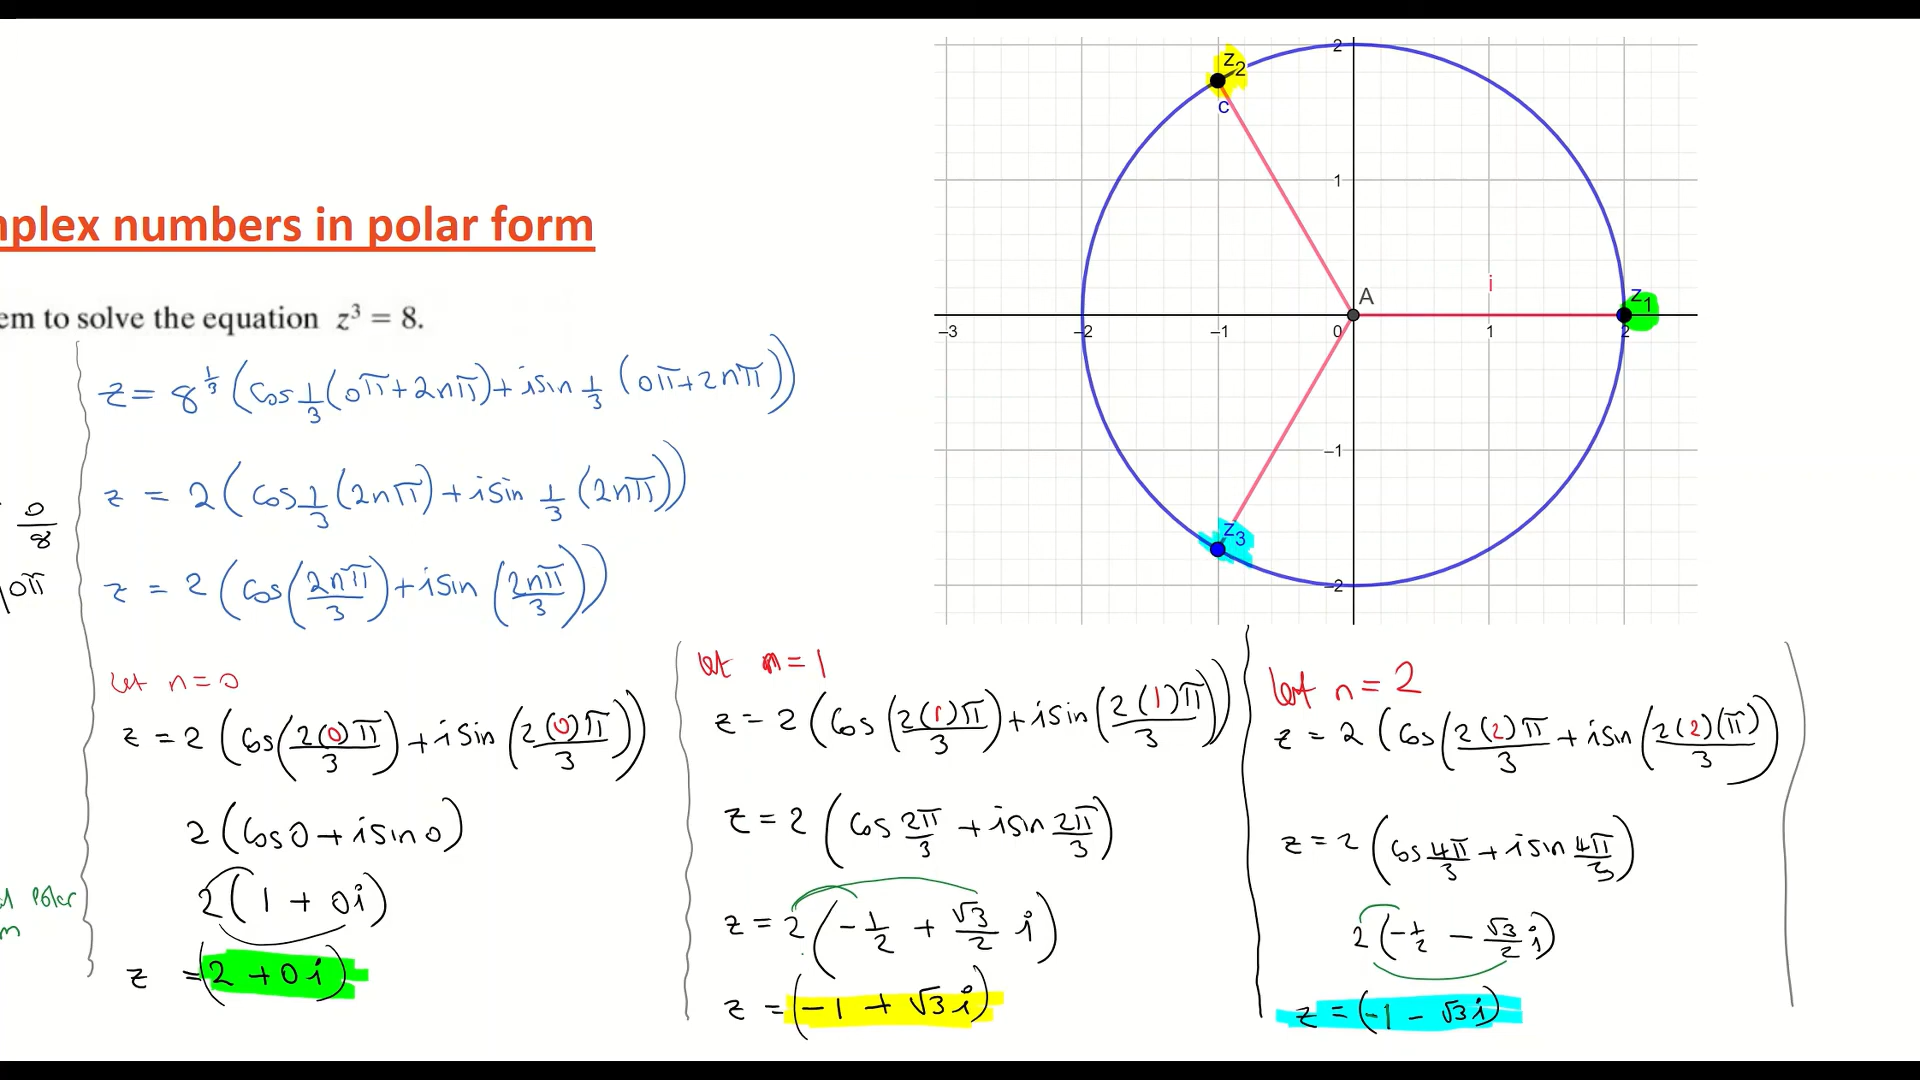 mplex numbers in polar form
em to solve the equation z³ = 8.
0/8
0π
d Polar
m
z = 8^(1/3) (Cos 1/3 (0π+2nπ) + i Sin 1/3 (0π+2nπ))
z = 2 (Cos 1/3 (2nπ) + i Sin 1/3 (2nπ))
z = 2 (Cos (2nπ/3) + i Sin (2nπ/3))
let n = 0
z = 2 (Cos (2(0)π/3) + i Sin (2(0)π/3))
2 (Cos 0 + i Sin 0)
2 (1 + 0i)
z = (2 + 0i)
let n = 1
z = 2 (Cos (2(1)π/3) + i Sin (2(1)π/3))
z = 2 (Cos 2π/3 + i Sin 2π/3)
z = 2 (-1/2 + √3/2 i)
z = (-1 + √3 i)
let n = 2
z = 2 (Cos (2(2)π/3 + i Sin (2(2)(π)/3)
z = 2 (Cos 4π/3 + i Sin 4π/3)
2 (-1/2 - √3/2 i)
z = (-1 - √3 i)
z₂
c
2
1
A
i
z₁
–3
–2
–1
0
1
2
–1
z₃
–2